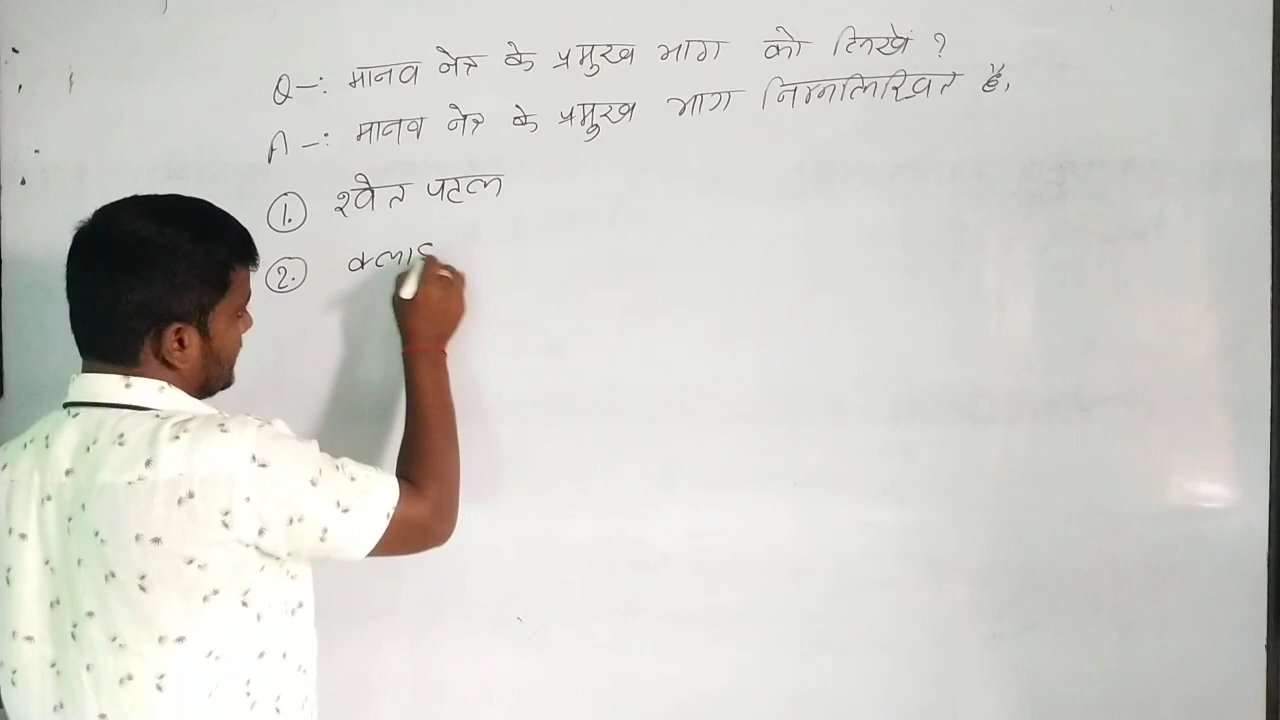 Q-: मानव नेत्र के प्रमुख भाग को लिखें ?
A-: मानव नेत्र के प्रमुख भाग निम्नलिखित है,
1. श्वेत पटल
2.